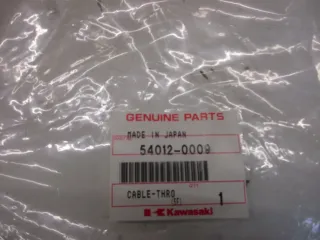 GENUINE PARTS
MADE IN JAPAN
54012-0009
CABLE-THRO
1
Kawasaki